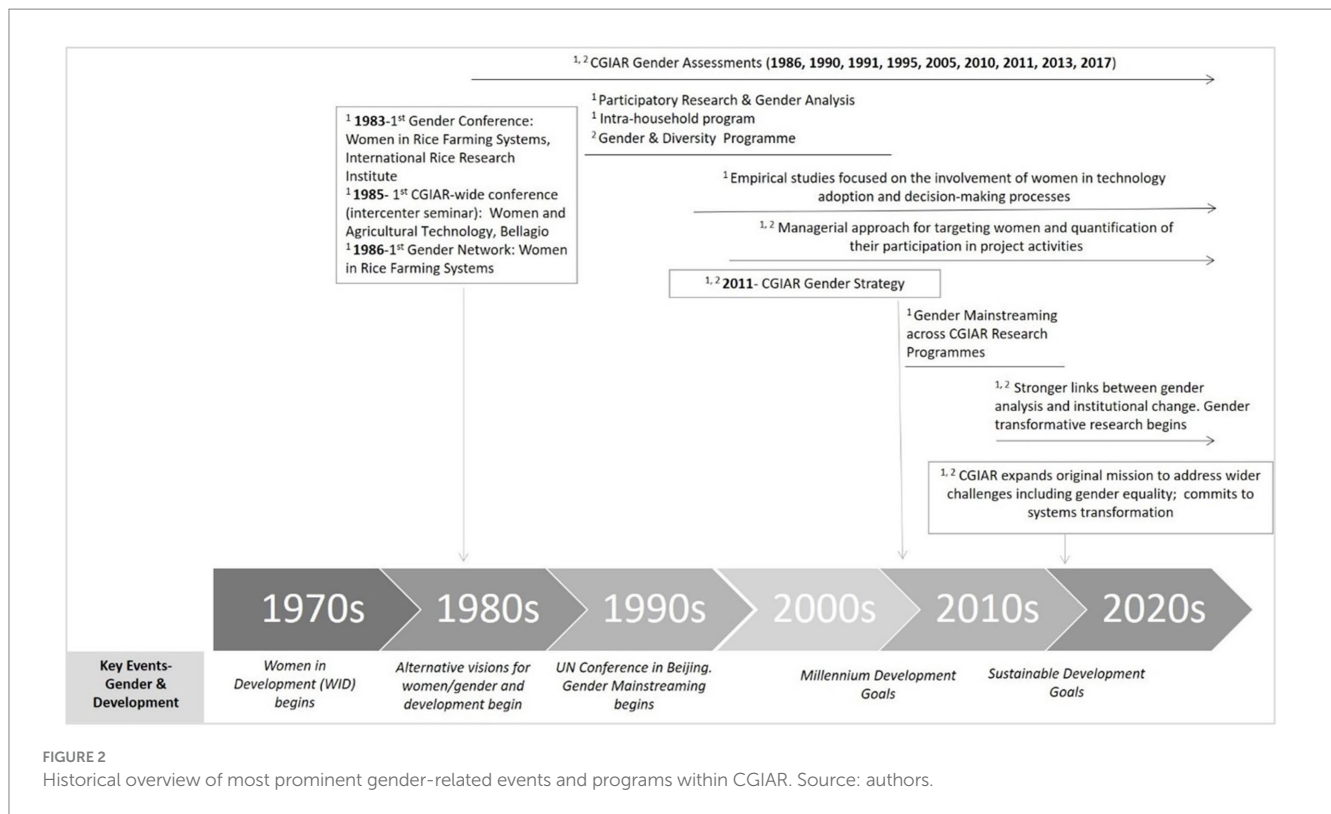 1, 2 CGIAR Gender Assessments (1986, 1990, 1991, 1995, 2005, 2010, 2011, 2013, 2017)
1 1983-1st Gender Conference:
Women in Rice Farming Systems,
International Rice Research
Institute
1 1985- 1st CGIAR-wide conference
(intercenter seminar): Women and
Agricultural Technology, Bellagio
1 1986-1st Gender Network: Women
in Rice Farming Systems
1 Participatory Research & Gender Analysis
1 Intra-household program
2 Gender & Diversity Programme
1 Empirical studies focused on the involvement of women in technology
adoption and decision-making processes
1, 2 Managerial approach for targeting women and quantification of
their participation in project activities
1, 2 2011- CGIAR Gender Strategy
1 Gender Mainstreaming
across CGIAR Research
Programmes
1, 2 Stronger links between gender
analysis and institutional change. Gender
transformative research begins
1, 2 CGIAR expands original mission to address wider
challenges including gender equality; commits to
systems transformation
1970s
1980s
1990s
2000s
2010s
2020s
Key Events-
Gender &
Development
Women in
Development (WID)
begins
Alternative visions for
women/gender and
development begin
UN Conference in Beijing.
Gender Mainstreaming
begins
Millennium Development
Goals
Sustainable Development
Goals
FIGURE 2
Historical overview of most prominent gender-related events and programs within CGIAR. Source: authors.